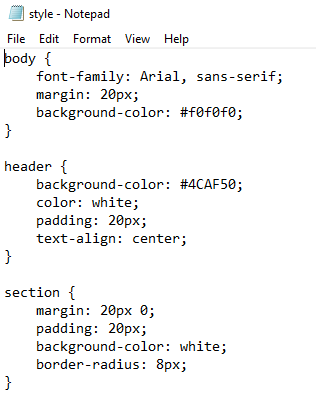 style - Notepad
File Edit Format View Help
body {
    font-family: Arial, sans-serif;
    margin: 20px;
    background-color: #f0f0f0;
}

header {
    background-color: #4CAF50;
    color: white;
    padding: 20px;
    text-align: center;
}

section {
    margin: 20px 0;
    padding: 20px;
    background-color: white;
    border-radius: 8px;
}